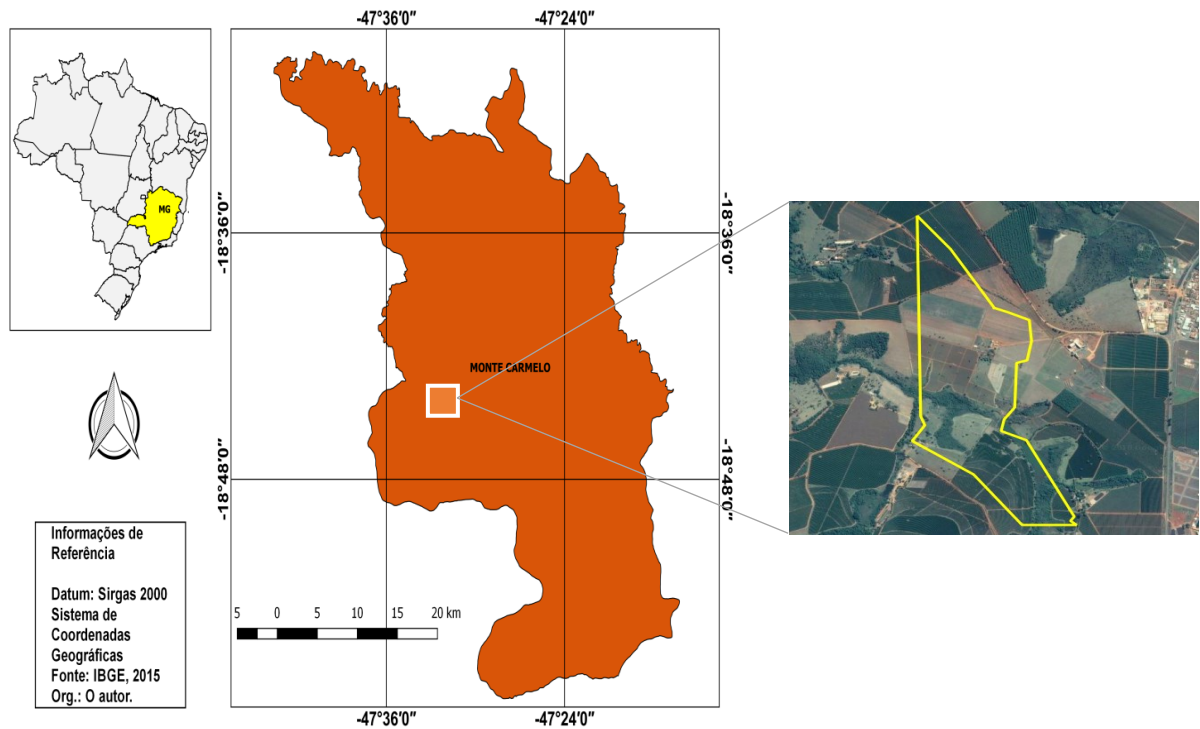 -47°36′0″ -47°24′0″
MG
-18°36′0″ -18°36′0″
MONTE CARMELO
-18°48′0″ -18°48′0″
Informações de
Referência
Datum: Sirgas 2000
Sistema de
Coordenadas
Geográficas
Fonte: IBGE, 2015
Org.: O autor.
5 0 5 10 15 20 km
-47°36′0″ -47°24′0″